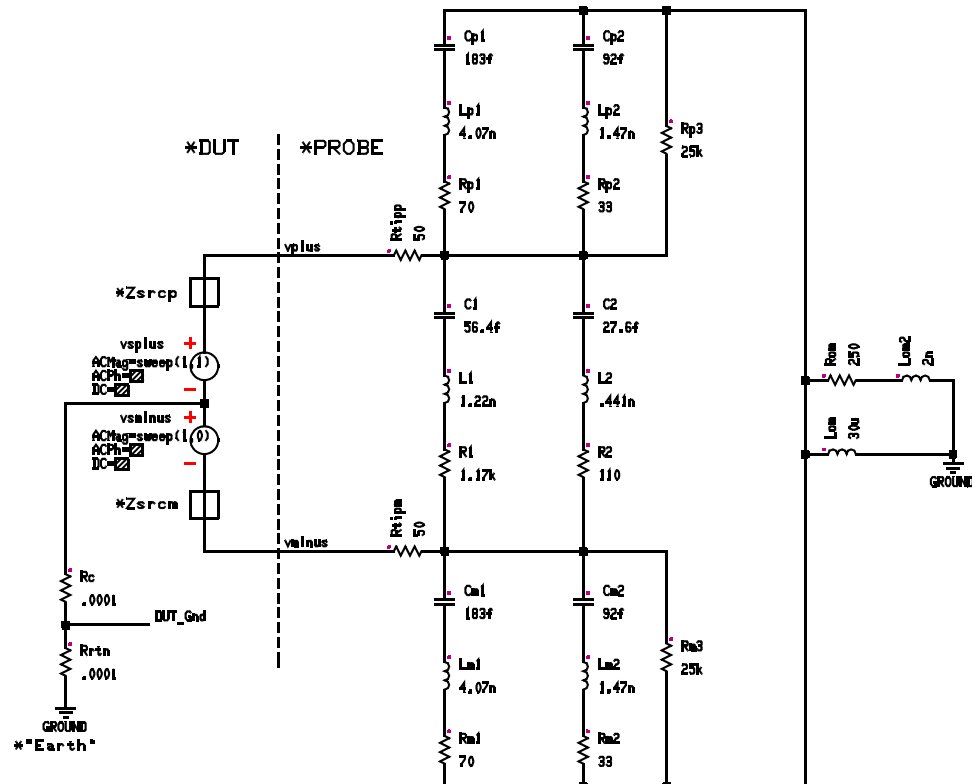 Cp1
183f
Cp2
92f
Lp1
4.07n
Lp2
1.47n
Rp3
25k
*DUT
*PROBE
Rp1
70
Rp2
33
Rtipp
50
vplus
*Zsrcp
C1
56.4f
C2
27.6f
vsplus
ACMag=sweep(1,1)
ACPh=
DC=
L1
1.22n
L2
.441n
Rom
250
Lom2
2n
vsminus
ACMag=sweep(1,0)
ACPh=
DC=
R1
1.17k
R2
110
Lom
30u
GROUND
*Zsrcm
Rtipm
50
vminus
Rc
.0001
DUT_Gnd
Cm1
183f
Cm2
92f
Rrtn
.0001
Lm1
4.07n
Lm2
1.47n
Rm3
25k
GROUND
*"Earth"
Rm1
70
Rm2
33